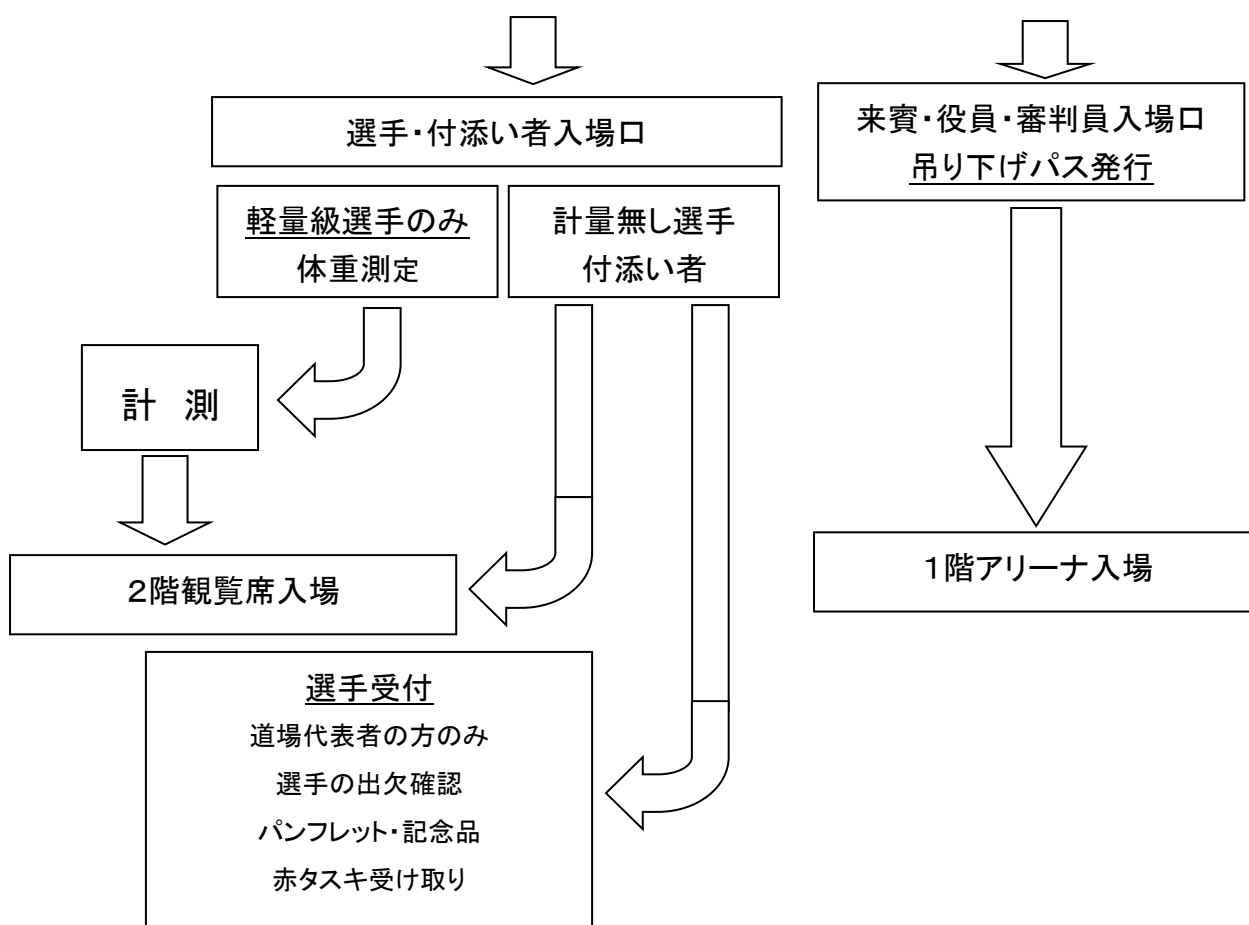 選手・付添い者入場口
来賓・役員・審判員入場口
吊り下げパス発行
軽量級選手のみ
体重測定
計量無し選手
付添い者
計 測
2階観覧席入場
1階アリーナ入場
選手受付
道場代表者の方のみ
選手の出欠確認
パンフレット・記念品
赤タスキ受け取り